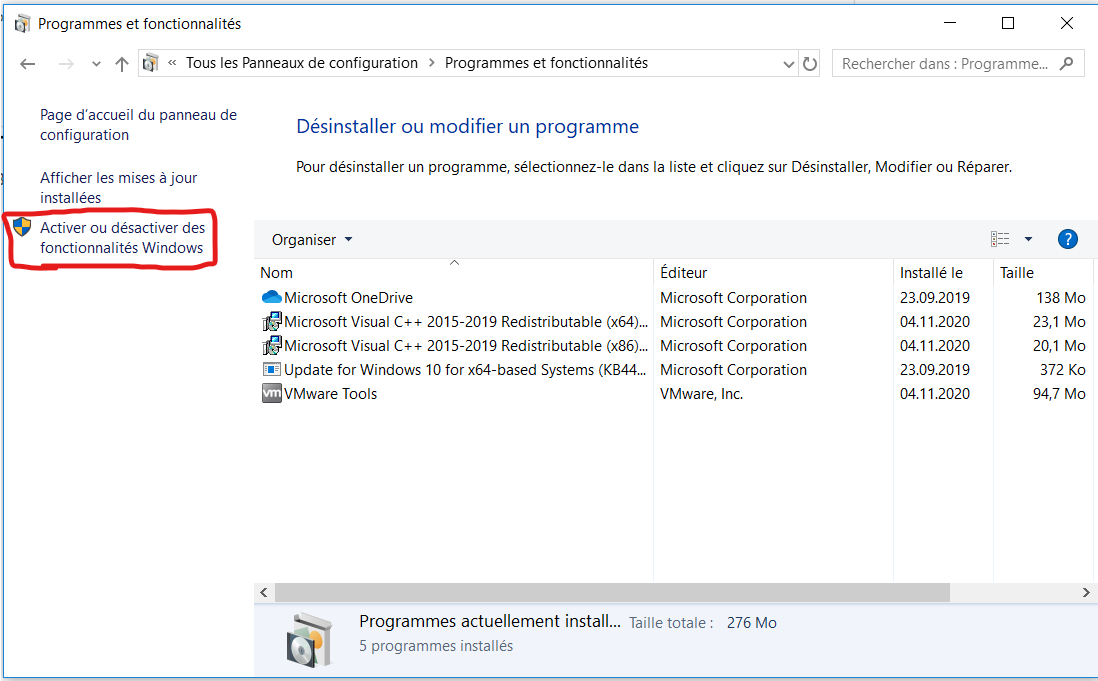 Programmes et fonctionnalités
« Tous les Panneaux de configuration > Programmes et fonctionnalités
Rechercher dans : Programme...
Page d’accueil du panneau de
configuration
Afficher les mises à jour
installées
Activer ou désactiver des
fonctionnalités Windows
Désinstaller ou modifier un programme
Pour désinstaller un programme, sélectionnez-le dans la liste et cliquez sur Désinstaller, Modifier ou Réparer.
Organiser
?
Nom Éditeur Installé le Taille
Microsoft OneDrive Microsoft Corporation 23.09.2019 138 Mo
Microsoft Visual C++ 2015-2019 Redistributable (x64)... Microsoft Corporation 04.11.2020 23,1 Mo
Microsoft Visual C++ 2015-2019 Redistributable (x86)... Microsoft Corporation 04.11.2020 20,1 Mo
Update for Windows 10 for x64-based Systems (KB44... Microsoft Corporation 23.09.2019 372 Ko
vm VMware Tools VMware, Inc. 04.11.2020 94,7 Mo
Programmes actuellement install... Taille totale : 276 Mo
5 programmes installés